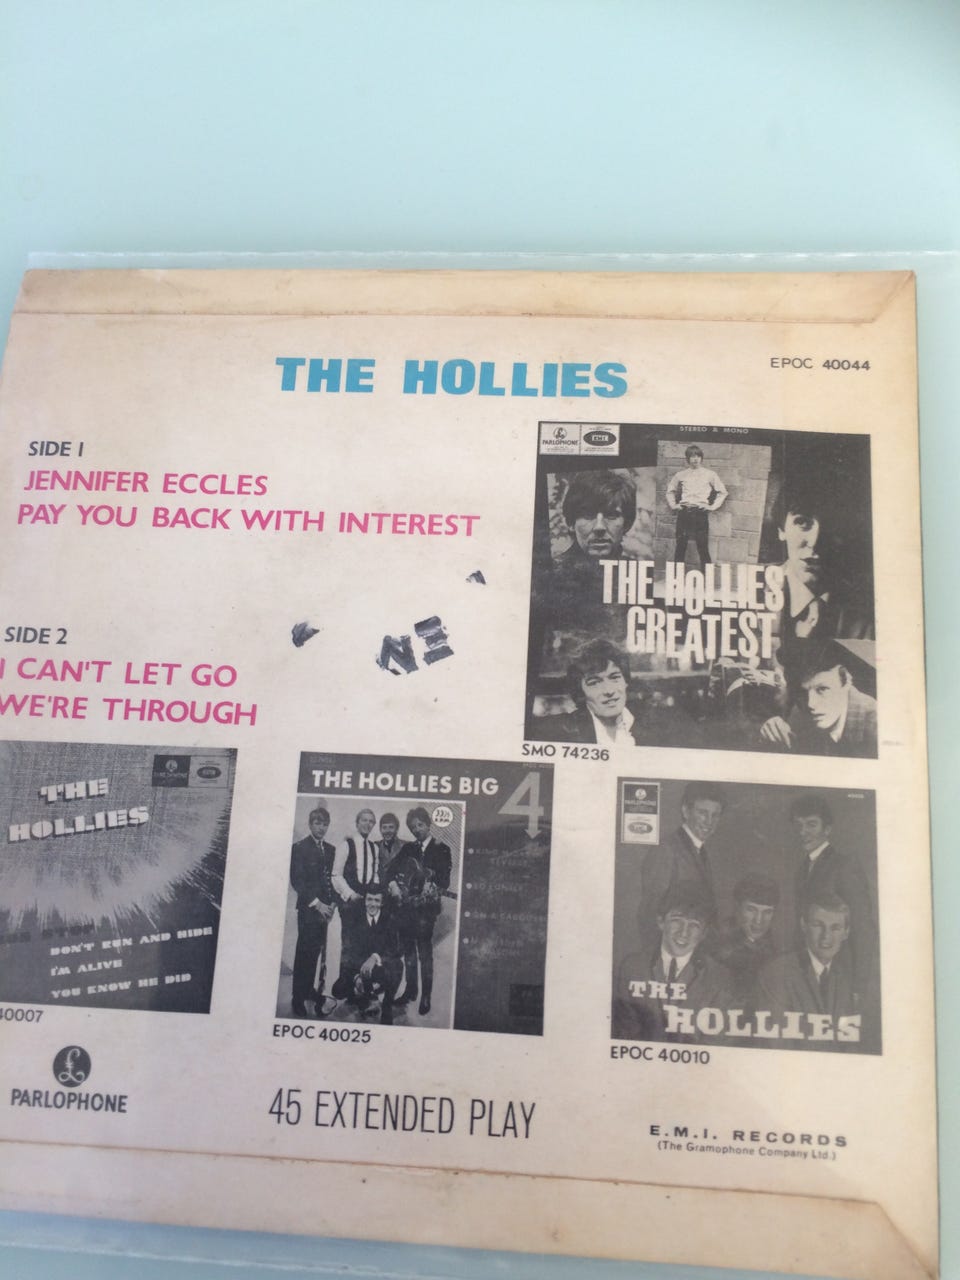 THE HOLLIES
EPOC 40044
SIDE 1
JENNIFER ECCLES
PAY YOU BACK WITH INTEREST
SIDE 2
I CAN'T LET GO
WE'RE THROUGH
PARLOPHONE
EMI
STEREO & MONO
THE HOLLIES
GREATEST
SMO 74236
THE
HOLLIES
DON'T RUN AND HIDE
I'M ALIVE
YOU KNOW HE DID
40007
THE HOLLIES BIG 4
EPOC 40025
PARLOPHONE
THE
HOLLIES
EPOC 40010
PARLOPHONE
45 EXTENDED PLAY
E.M.I. RECORDS
(The Gramophone Company Ltd.)